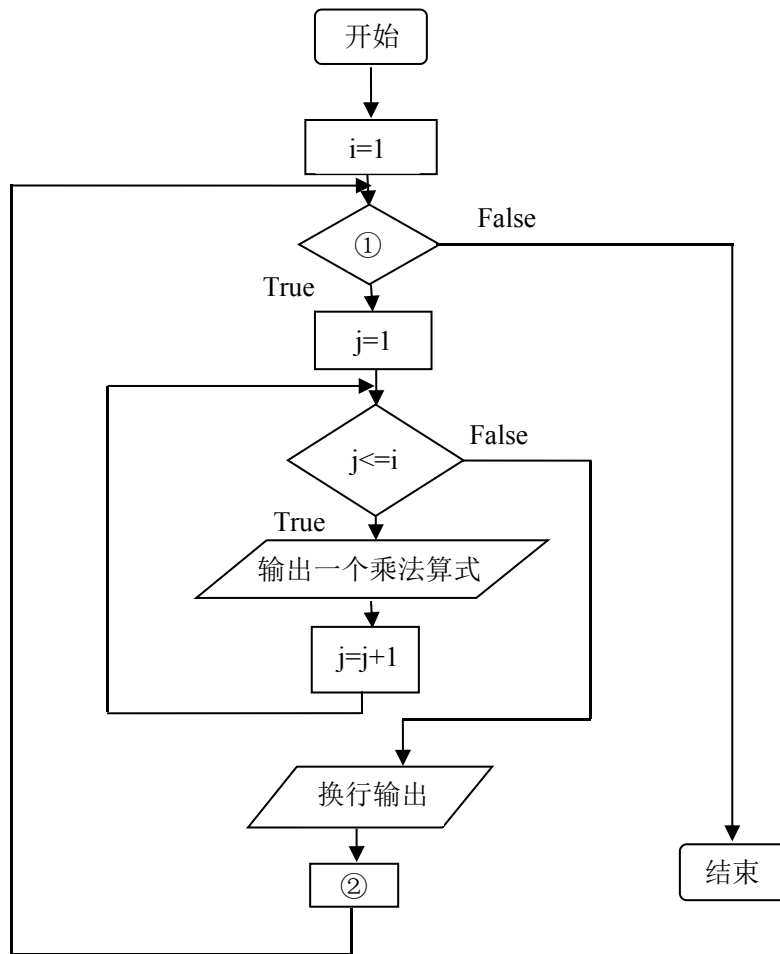 开始
i=1
False
①
True
j=1
False
j<=i
True
输出一个乘法算式
j=j+1
换行输出
②
结束